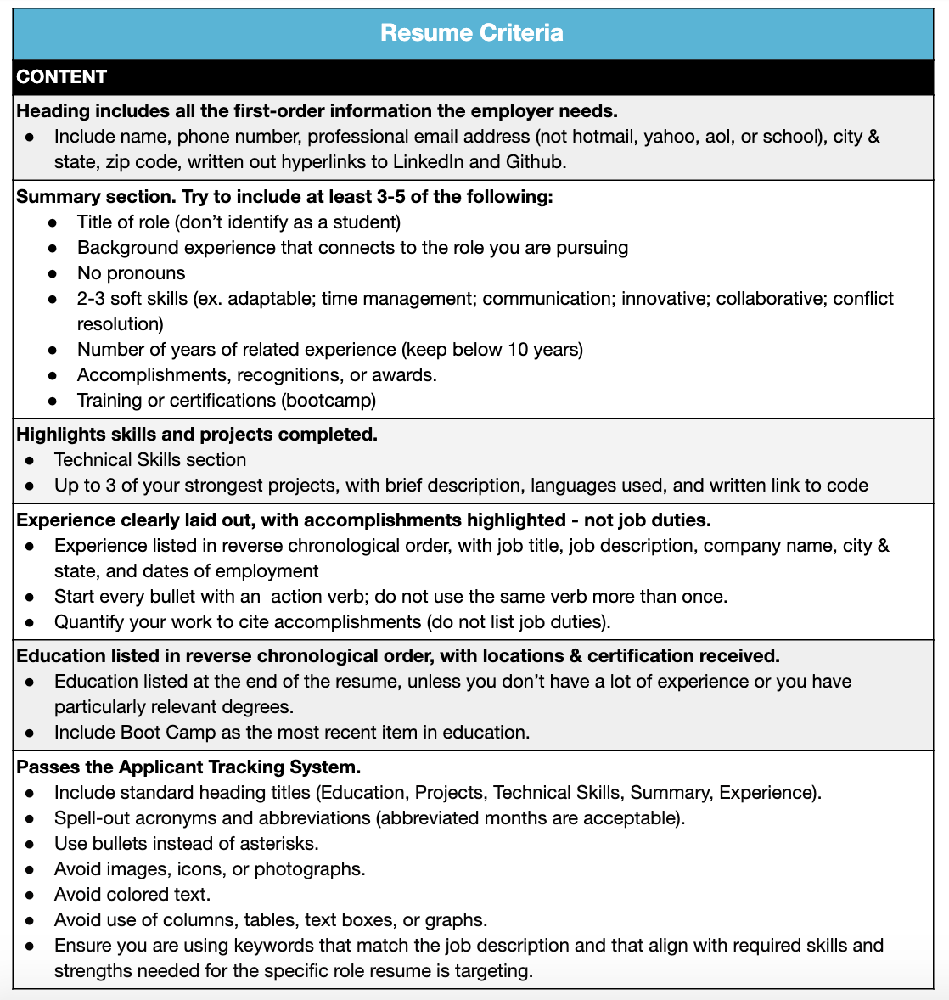 Resume Criteria
CONTENT
Heading includes all the first-order information the employer needs.
● Include name, phone number, professional email address (not hotmail, yahoo, aol, or school), city &
state, zip code, written out hyperlinks to LinkedIn and Github.
Summary section. Try to include at least 3-5 of the following:
● Title of role (don’t identify as a student)
● Background experience that connects to the role you are pursuing
● No pronouns
● 2-3 soft skills (ex. adaptable; time management; communication; innovative; collaborative; conflict
resolution)
● Number of years of related experience (keep below 10 years)
● Accomplishments, recognitions, or awards.
● Training or certifications (bootcamp)
Highlights skills and projects completed.
● Technical Skills section
● Up to 3 of your strongest projects, with brief description, languages used, and written link to code
Experience clearly laid out, with accomplishments highlighted - not job duties.
● Experience listed in reverse chronological order, with job title, job description, company name, city &
state, and dates of employment
● Start every bullet with an  action verb; do not use the same verb more than once.
● Quantify your work to cite accomplishments (do not list job duties).
Education listed in reverse chronological order, with locations & certification received.
● Education listed at the end of the resume, unless you don’t have a lot of experience or you have
particularly relevant degrees.
● Include Boot Camp as the most recent item in education.
Passes the Applicant Tracking System.
● Include standard heading titles (Education, Projects, Technical Skills, Summary, Experience).
● Spell-out acronyms and abbreviations (abbreviated months are acceptable).
● Use bullets instead of asterisks.
● Avoid images, icons, or photographs.
● Avoid colored text.
● Avoid use of columns, tables, text boxes, or graphs.
● Ensure you are using keywords that match the job description and that align with required skills and
strengths needed for the specific role resume is targeting.